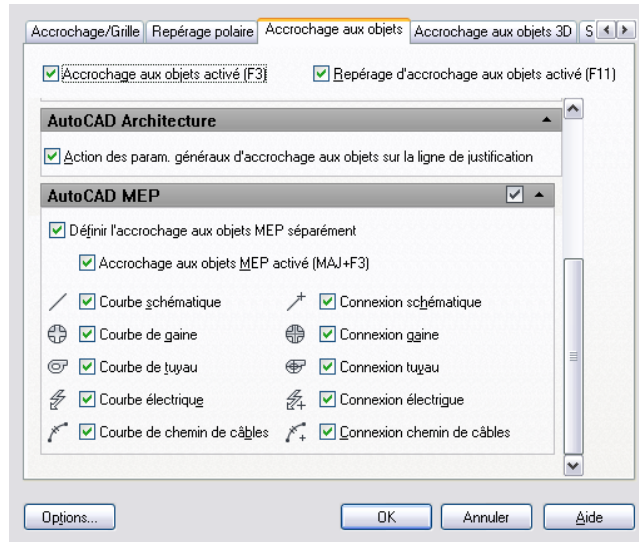 Accrochage/Grille Repérage polaire Accrochage aux objets Accrochage aux objets 3D S
Accrochage aux objets activé (F3) Repérage d'accrochage aux objets activé (F11)
AutoCAD Architecture
Action des param. généraux d'accrochage aux objets sur la ligne de justification
AutoCAD MEP
Définir l'accrochage aux objets MEP séparément
Accrochage aux objets MEP activé (MAJ+F3)
Courbe schématique Connexion schématique
Courbe de gaine Connexion gaine
Courbe de tuyau Connexion tuyau
Courbe électrique Connexion électrique
Courbe de chemin de câbles Connexion chemin de câbles
Options... OK Annuler Aide